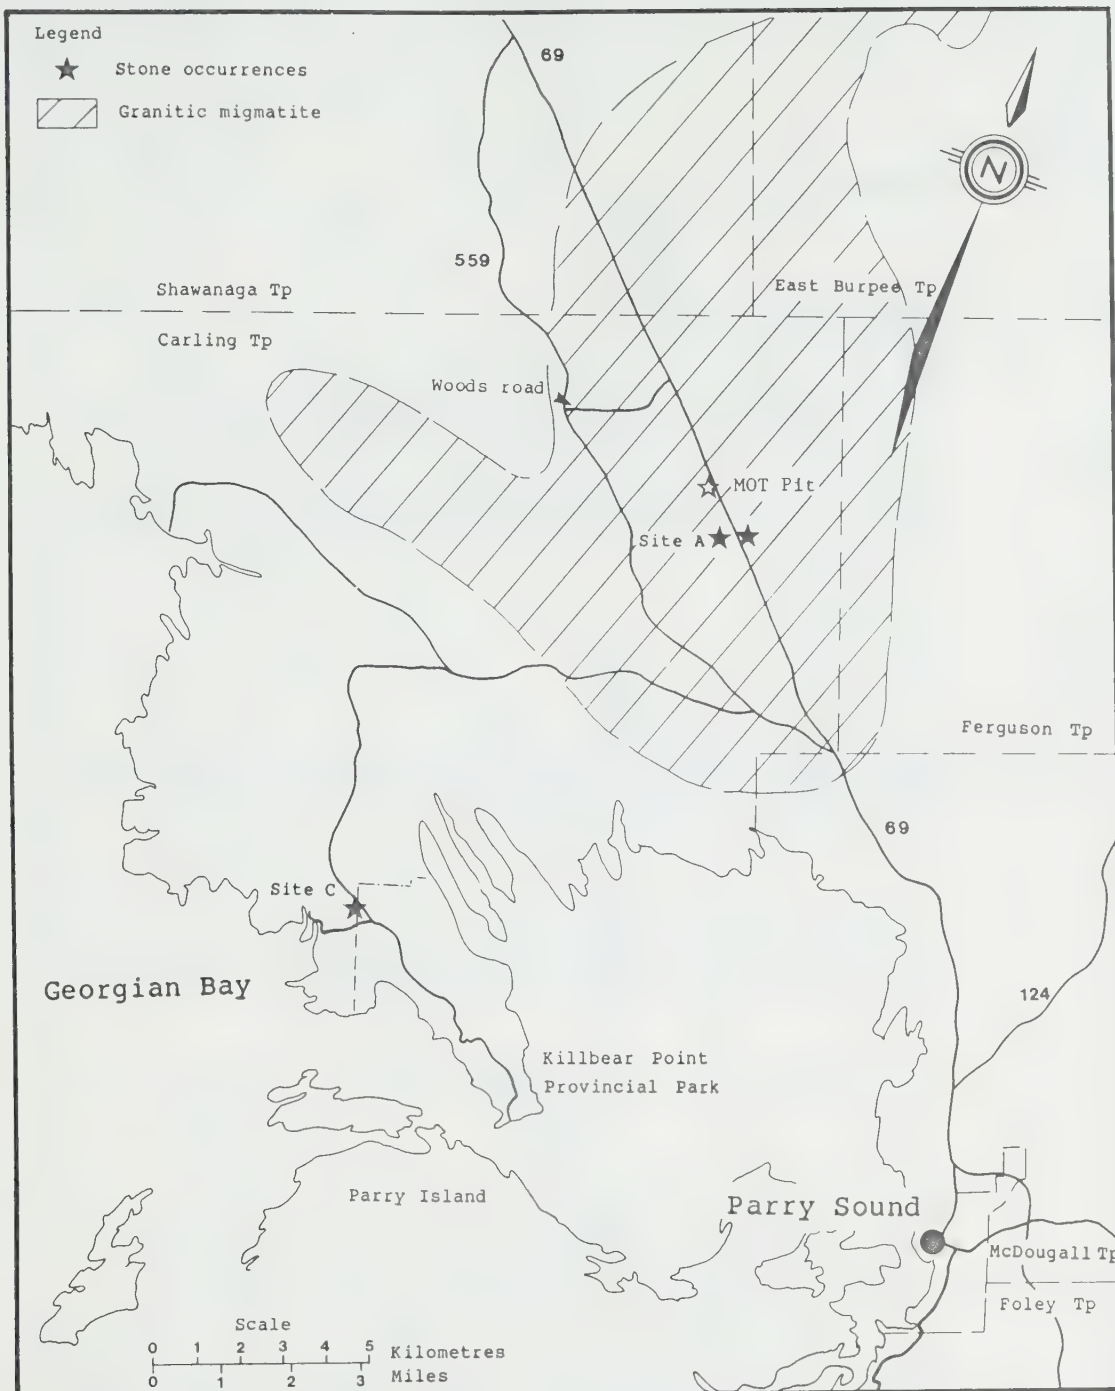 Legend
Stone occurrences
Granitic migmatite
69
N
559
Shawanaga Tp
East Burpee Tp
Carling Tp
Woods road
MOT Pit
Site A
Ferguson Tp
69
Site C
Georgian Bay
124
Killbear Point
Provincial Park
Parry Island
Parry Sound
McDougall Tp
Foley Tp
Scale
0 1 2 3 4 5 Kilometres
0 1 2 3 Miles